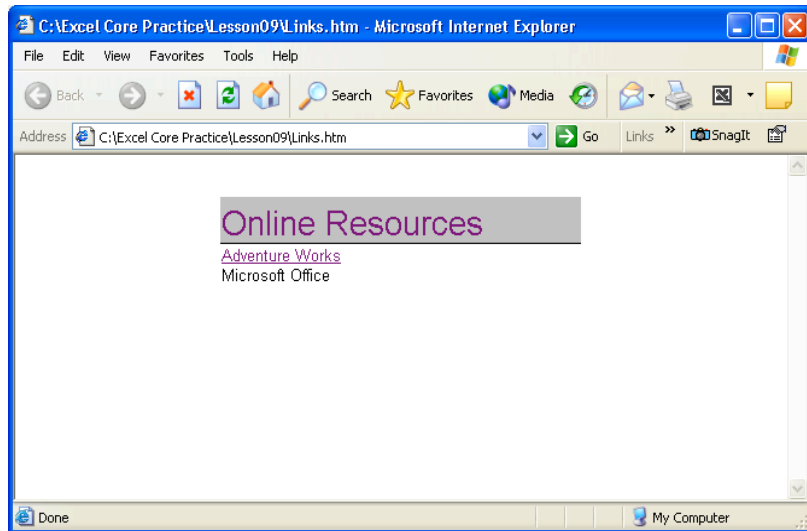 C:\Excel Core Practice\Lesson09\Links.htm - Microsoft Internet Explorer
File Edit View Favorites Tools Help
Back Search Favorites Media
Address C:\Excel Core Practice\Lesson09\Links.htm Go Links » SnagIt
Online Resources
Adventure Works
Microsoft Office
Done My Computer